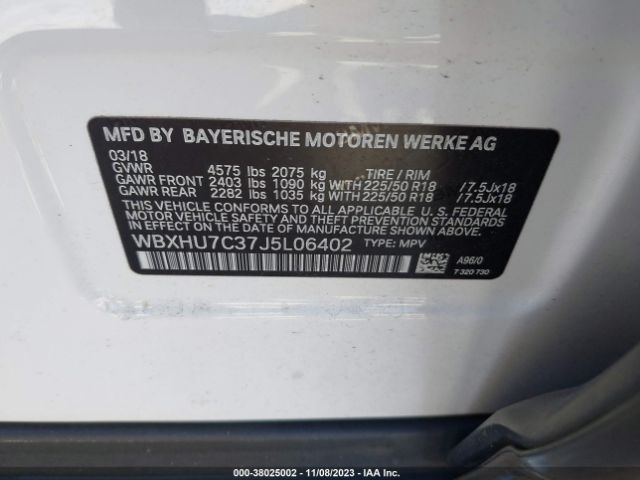 MFD BY BAYERISCHE MOTOREN WERKE AG
03/18
GVWR 4575 lbs 2075 kg TIRE / RIM
GAWR FRONT 2403 lbs 1090 kg WITH 225/50 R18 /7.5Jx18
GAWR REAR 2282 lbs 1035 kg WITH 225/50 R18 /7.5Jx18
THIS VEHICLE CONFORMS TO ALL APPLICABLE U.S. FEDERAL
MOTOR VEHICLE SAFETY, BUMPER AND THEFT PREVENTION STANDARDS
IN EFFECT ON THE DATE OF MANUFACTURE SHOWN ABOVE.
WBXHU7C37J5L06402 TYPE: MPV
A96/0
7 320 730
000-38025002 - 11/08/2023 - IAA Inc.